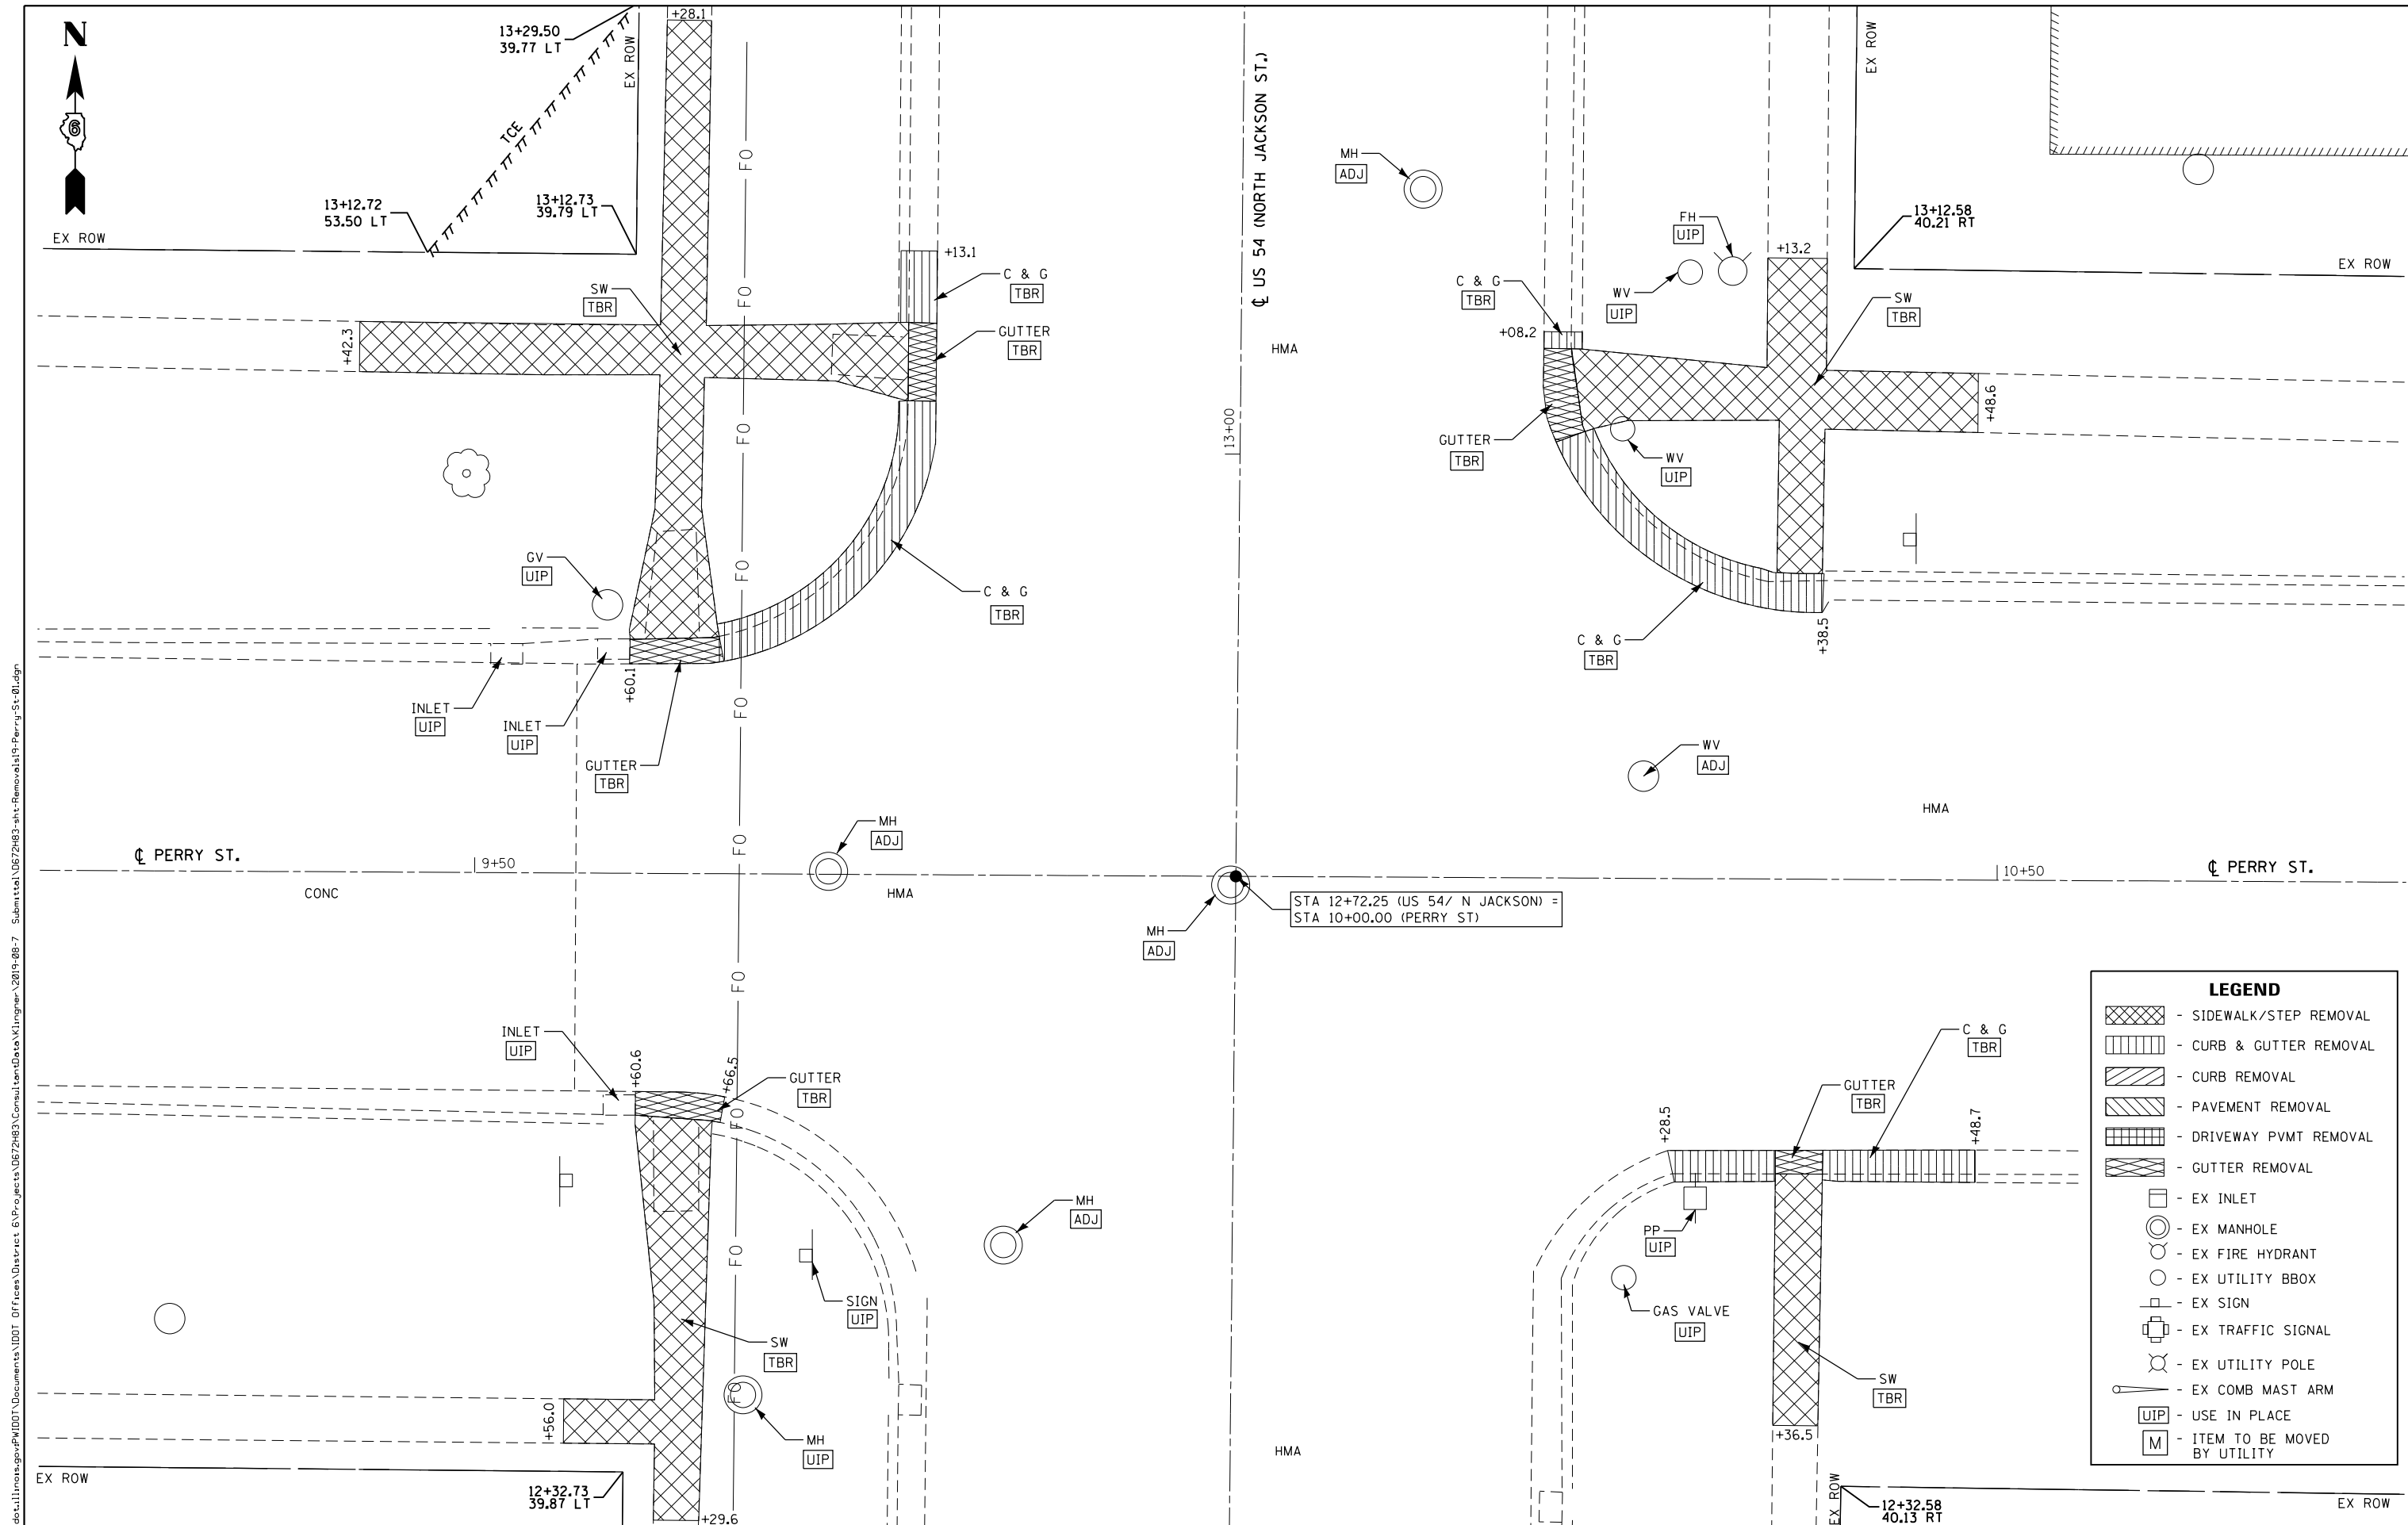 N
6
13+29.50
39.77 LT
EX ROW
+28.1
TCE
13+12.72
53.50 LT
13+12.73
39.79 LT
EX ROW
FO
FO
FO
FO
FO
FO
FO
FO
FO
FO
+13.1
C & G
TBR
GUTTER
TBR
SW
TBR
+42.3
GV
UIP
C & G
TBR
INLET
UIP
INLET
UIP
+60.1
GUTTER
TBR
℄ US 54 (NORTH JACKSON ST.)
13+00
HMA
MH
ADJ
EX ROW
FH
UIP
WV
UIP
+13.2
13+12.58
40.21 RT
EX ROW
C & G
TBR
+08.2
SW
TBR
+48.6
GUTTER
TBR
WV
UIP
C & G
TBR
+38.5
WV
ADJ
HMA
℄ PERRY ST.
9+50
CONC
MH
ADJ
HMA
MH
ADJ
STA 12+72.25 (US 54/ N JACKSON) =
STA 10+00.00 (PERRY ST)
10+50
℄ PERRY ST.
INLET
UIP
+60.6
+66.5
GUTTER
TBR
MH
ADJ
SIGN
UIP
SW
TBR
MH
UIP
+56.0
EX ROW
12+32.73
39.87 LT
+29.6
HMA
+28.5
GUTTER
TBR
C & G
TBR
+48.7
PP
UIP
GAS VALVE
UIP
SW
TBR
+36.5
EX ROW
12+32.58
40.13 RT
EX ROW
LEGEND
- SIDEWALK/STEP REMOVAL
- CURB & GUTTER REMOVAL
- CURB REMOVAL
- PAVEMENT REMOVAL
- DRIVEWAY PVMT REMOVAL
- GUTTER REMOVAL
- EX INLET
- EX MANHOLE
- EX FIRE HYDRANT
- EX UTILITY BBOX
- EX SIGN
- EX TRAFFIC SIGNAL
- EX UTILITY POLE
- EX COMB MAST ARM
UIP - USE IN PLACE
M - ITEM TO BE MOVED
BY UTILITY